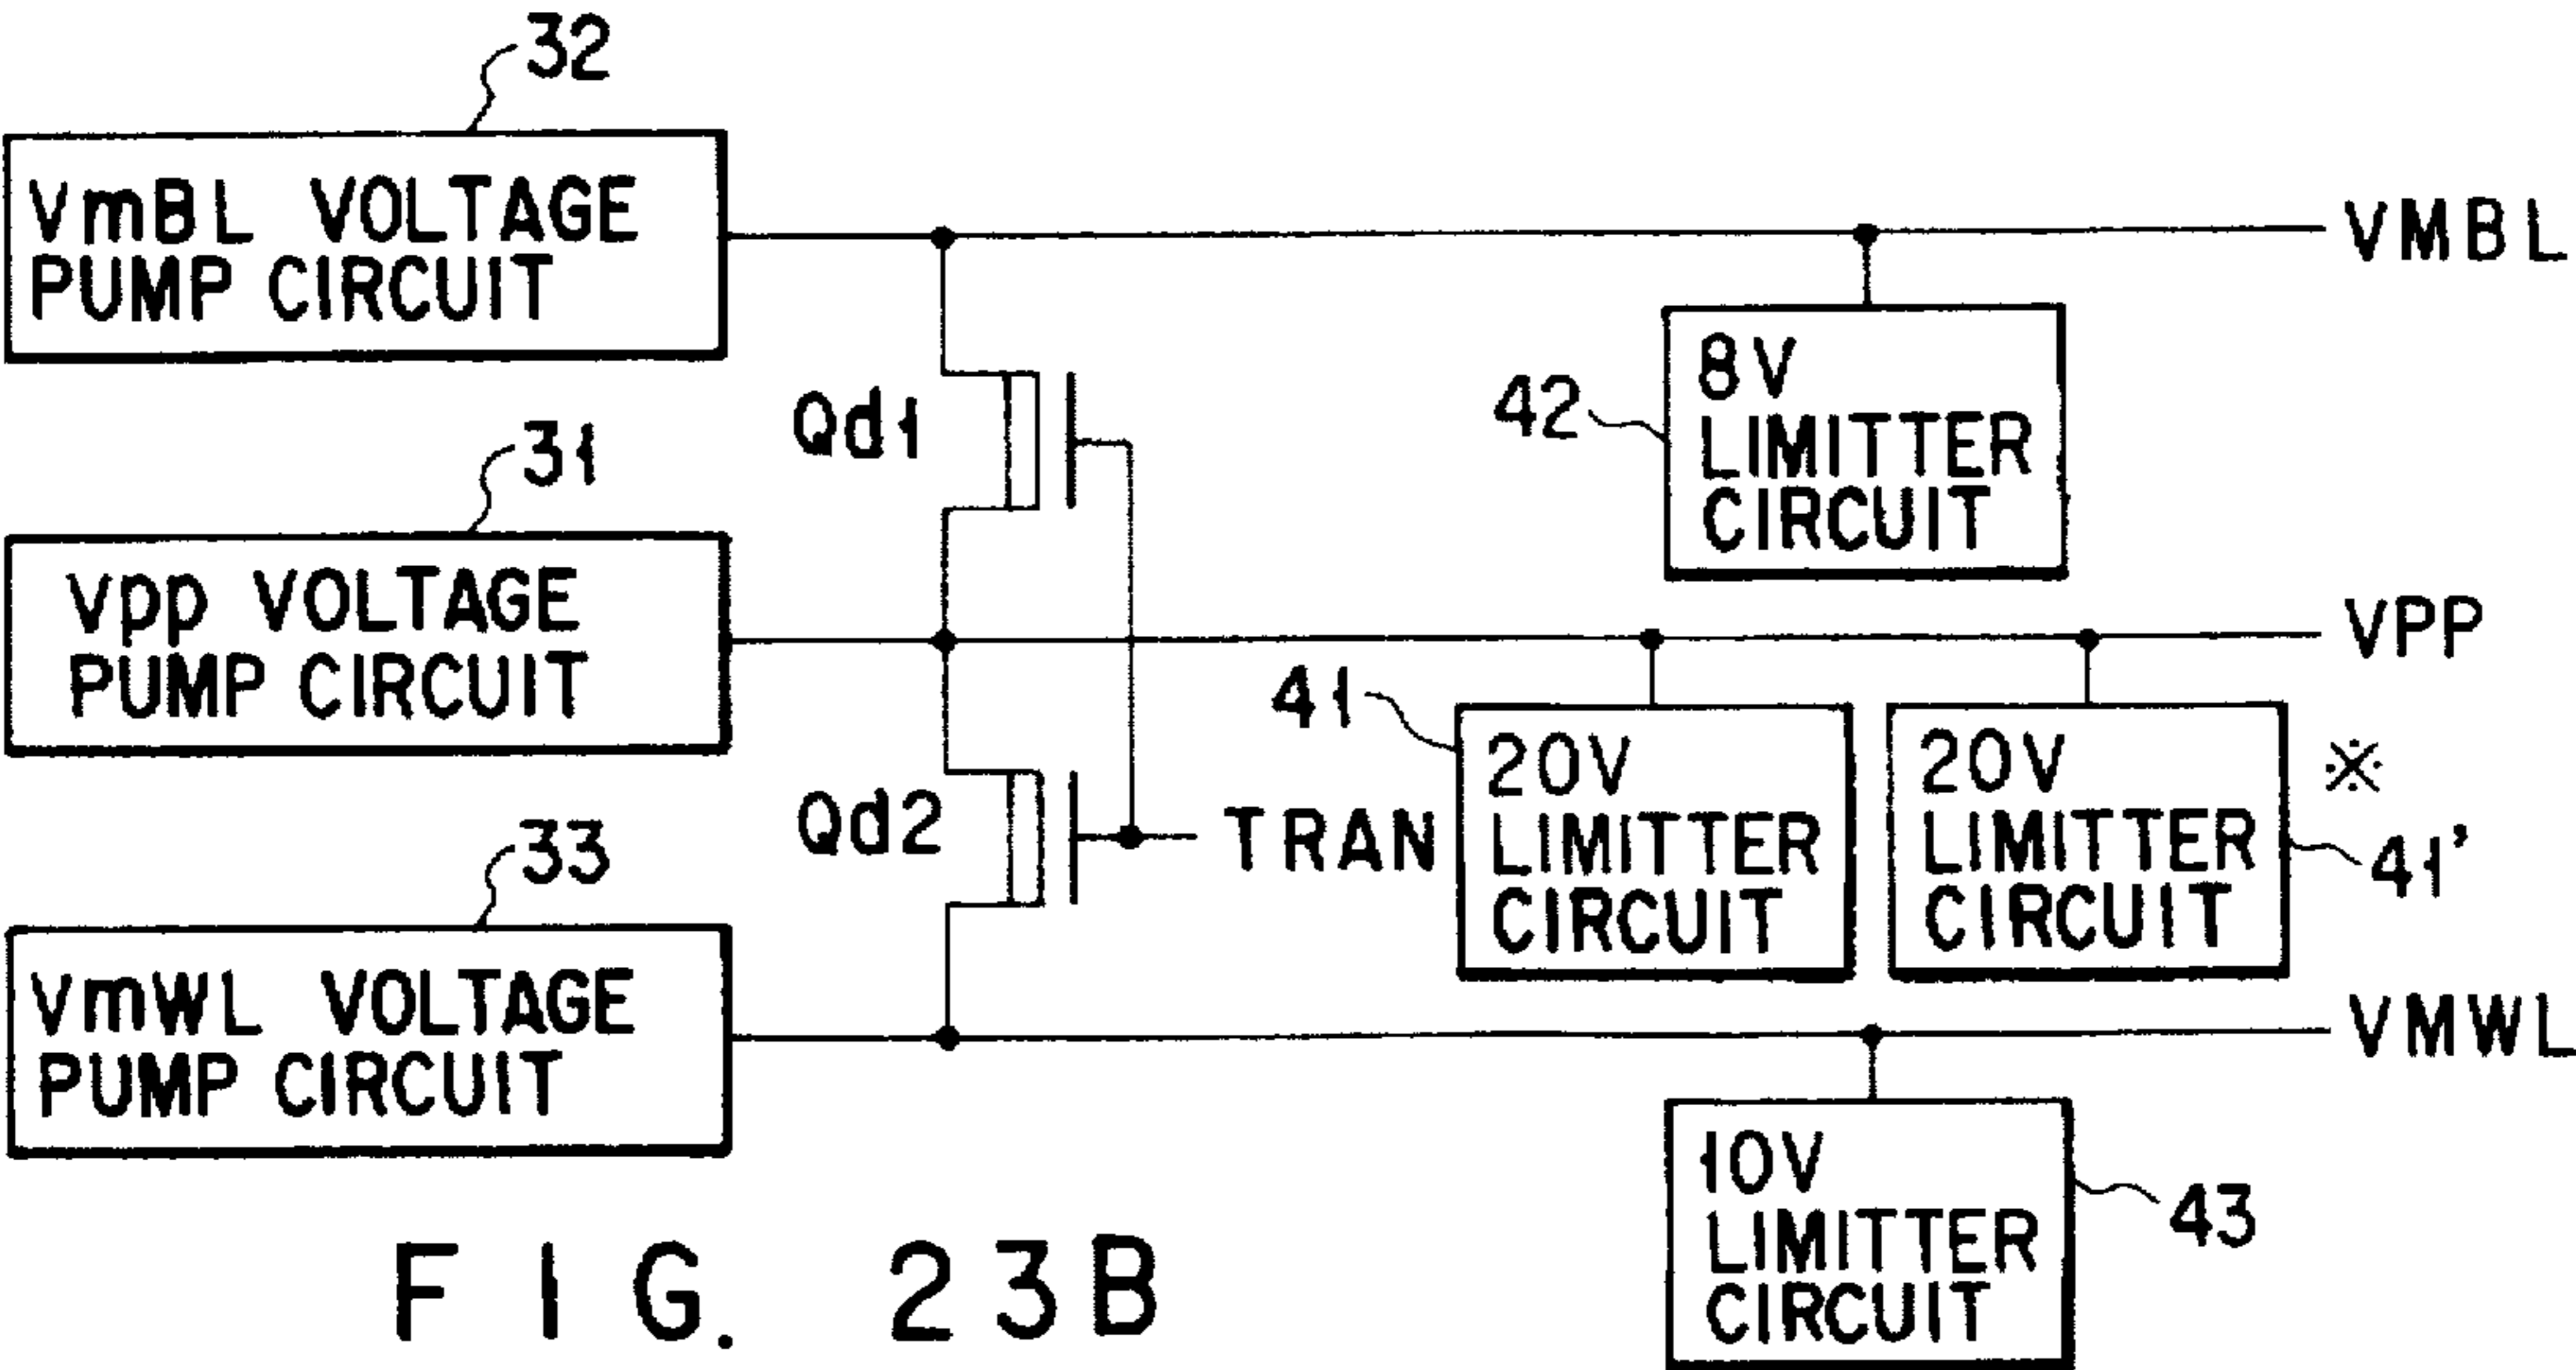 32
VmBL VOLTAGE
PUMP CIRCUIT
VMBL
Qd1
42
8V
LIMITTER
CIRCUIT
31
Vpp VOLTAGE
PUMP CIRCUIT
VPP
41
20V
LIMITTER
CIRCUIT
20V
LIMITTER
CIRCUIT
※
41'
Qd2
TRAN
33
VmWL VOLTAGE
PUMP CIRCUIT
VMWL
10V
LIMITTER
CIRCUIT
43
FIG. 23B